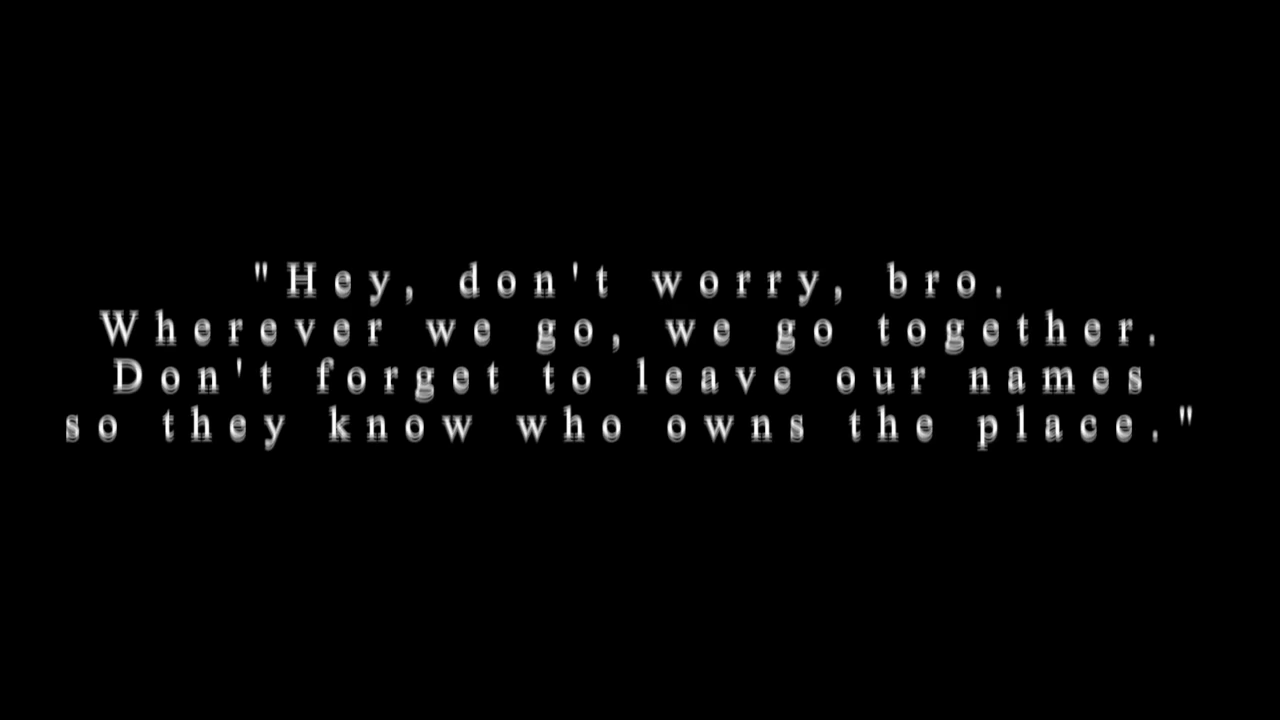 "Hey, don't worry, bro.
Wherever we go, we go together.
Don't forget to leave our names
so they know who owns the place."